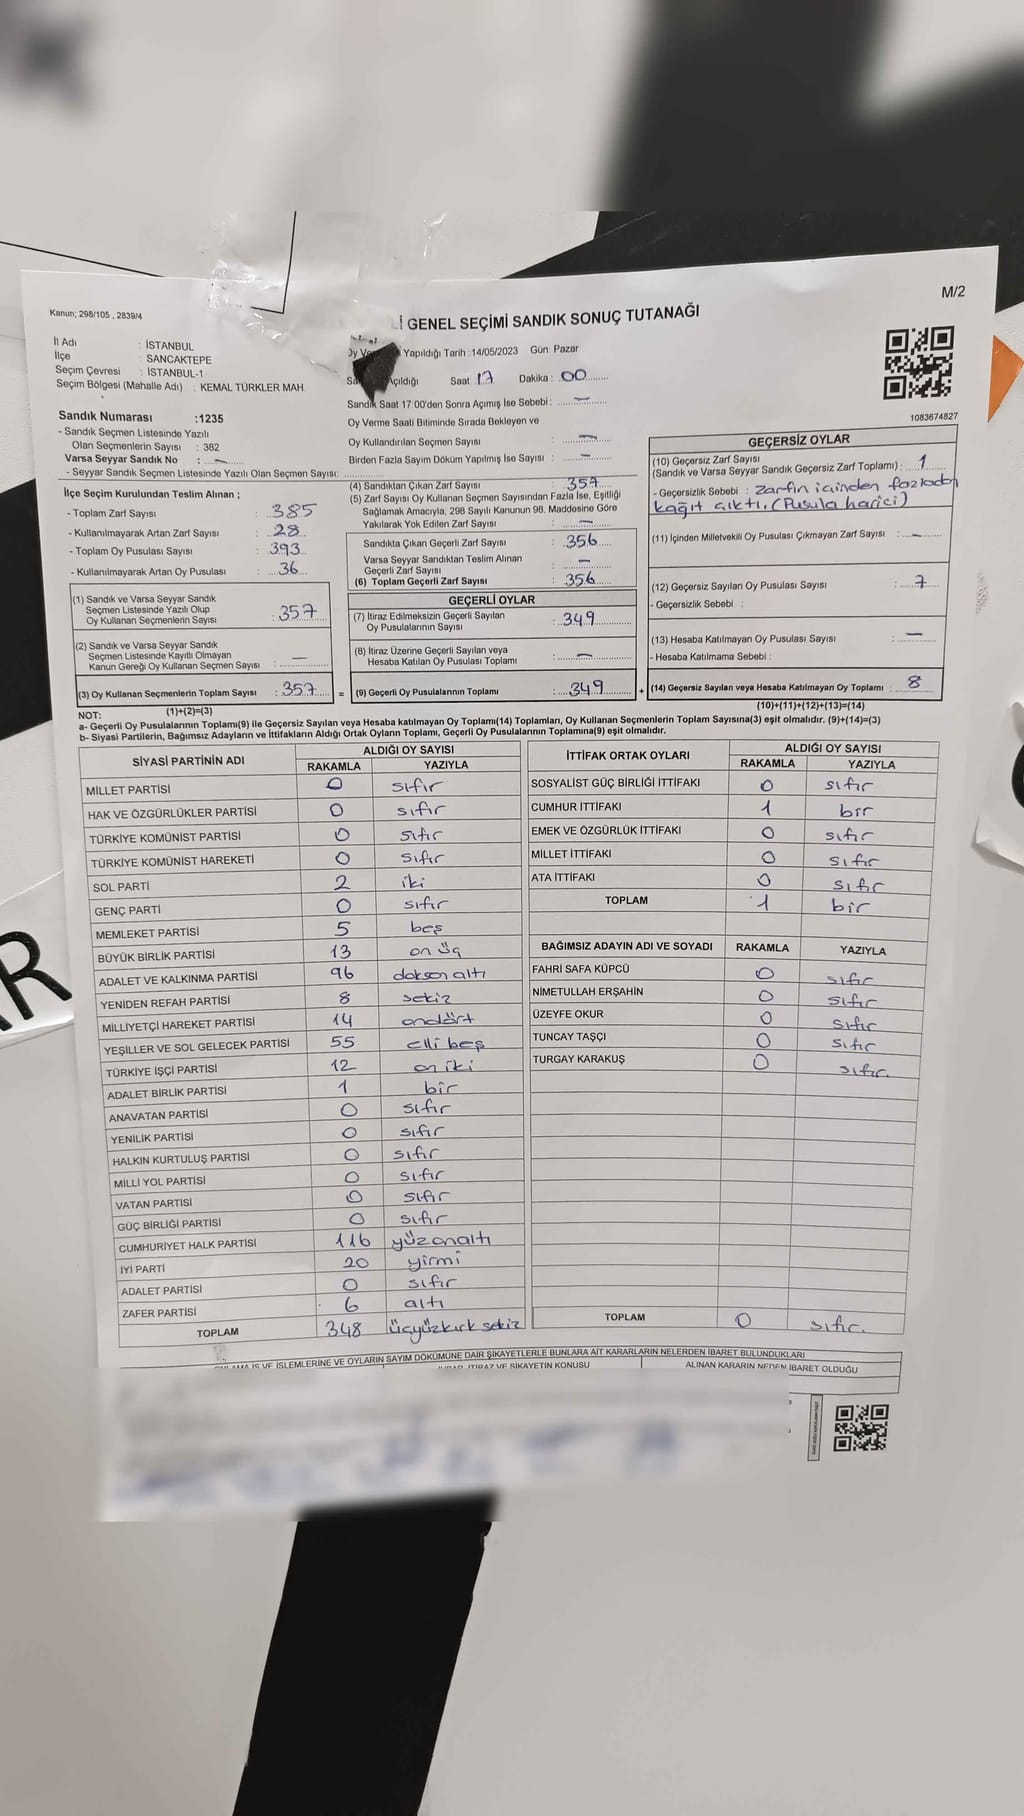 M/2
Kanun; 298/105 , 2839/4
GENEL SEÇİMİ SANDIK SONUÇ TUTANAĞI
İl Adı : İSTANBUL
İlçe : SANCAKTEPE
Seçim Çevresi : İSTANBUL-1
Seçim Bölgesi (Mahalle Adı) : KEMAL TÜRKLER MAH.
Oy Yapıldığı Tarih :14/05/2023 Gün: Pazar
Saat 17 Dakika : 00
Sandık Saat 17:00'den Sonra Açımış İse Sebebi : —
Oy Verme Saati Bitiminde Sırada Bekleyen ve
Oy Kullandırılan Seçmen Sayısı : —
Birden Fazla Sayım Döküm Yapılmış İse Sayısı : —
1083674827
Sandık Numarası :1235
- Sandık Seçmen Listesinde Yazılı
Olan Seçmenlerin Sayısı : 382
Varsa Seyyar Sandık No : —
- Seyyar Sandık Seçmen Listesinde Yazılı Olan Seçmen Sayısı:
İlçe Seçim Kurulundan Teslim Alınan ;
- Toplam Zarf Sayısı : 385
- Kullanılmayarak Artan Zarf Sayısı : 28
- Toplam Oy Pusulası Sayısı : 393
- Kullanılmayarak Artan Oy Pusulası : 36
(1) Sandık ve Varsa Seyyar Sandık
Seçmen Listesinde Yazılı Olup
Oy Kullanan Seçmenlerin Sayısı : 357
(2) Sandık ve Varsa Seyyar Sandık
Seçmen Listesinde Kayıtlı Olmayan
Kanun Gereği Oy Kullanan Seçmen Sayısı : —
(3) Oy Kullanan Seçmenlerin Toplam Sayısı : 357 =
(1)+(2)=(3)
(4) Sandıktan Çıkan Zarf Sayısı : 357
(5) Zarf Sayısı Oy Kullanan Seçmen Sayısından Fazla İse, Eşitliği
Sağlamak Amacıyla, 298 Sayılı Kanunun 98. Maddesine Göre
Yakılarak Yok Edilen Zarf Sayısı : —
Sandıkta Çıkan Geçerli Zarf Sayısı : 356
Varsa Seyyar Sandıktan Teslim Alınan
Geçerli Zarf Sayısı : —
(6) Toplam Geçerli Zarf Sayısı : 356
GEÇERLİ OYLAR
(7) İtiraz Edilmeksizin Geçerli Sayılan
Oy Pusulalarının Sayısı : 349
(8) İtiraz Üzerine Geçerli Sayılan veya
Hesaba Katılan Oy Pusulası Toplamı : —
(9) Geçerli Oy Pusulalarının Toplamı : 349 +
GEÇERSİZ OYLAR
(10) Geçersiz Zarf Sayısı
(Sandık ve Varsa Seyyar Sandık Geçersiz Zarf Toplamı) : 1
- Geçersizlik Sebebi : Zarfın içinden fazladan
kağıt çıktı. (Pusula harici)
(11) İçinden Milletvekili Oy Pusulası Çıkmayan Zarf Sayısı : —
(12) Geçersiz Sayılan Oy Pusulası Sayısı : 7
- Geçersizlik Sebebi :
(13) Hesaba Katılmayan Oy Pusulası Sayısı : —
- Hesaba Katılmama Sebebi :
(14) Geçersiz Sayılan veya Hesaba Katılmayan Oy Toplamı : 8
(10)+(11)+(12)+(13)=(14)
NOT:
a- Geçerli Oy Pusulalarının Toplamı(9) ile Geçersiz Sayılan veya Hesaba katılmayan Oy Toplamı(14) Toplamları, Oy Kullanan Seçmenlerin Toplam Sayısına(3) eşit olmalıdır. (9)+(14)=(3)
b- Siyasi Partilerin, Bağımsız Adayların ve İttifakların Aldığı Ortak Oyların Toplamı, Geçerli Oy Pusulalarının Toplamına(9) eşit olmalıdır.
SİYASİ PARTİNİN ADI ALDIĞI OY SAYISI
RAKAMLA YAZIYLA
MİLLET PARTİSİ 0 sıfır
HAK VE ÖZGÜRLÜKLER PARTİSİ 0 sıfır
TÜRKİYE KOMÜNİST PARTİSİ 0 sıfır
TÜRKİYE KOMÜNİST HAREKETİ 0 sıfır
SOL PARTİ 2 iki
GENÇ PARTİ 0 sıfır
MEMLEKET PARTİSİ 5 beş
BÜYÜK BİRLİK PARTİSİ 13 on üç
ADALET VE KALKINMA PARTİSİ 96 doksan altı
YENİDEN REFAH PARTİSİ 8 sekiz
MİLLİYETÇİ HAREKET PARTİSİ 14 ondört
YEŞİLLER VE SOL GELECEK PARTİSİ 55 elli beş
TÜRKİYE İŞÇİ PARTİSİ 12 on iki
ADALET BİRLİK PARTİSİ 1 bir
ANAVATAN PARTİSİ 0 sıfır
YENİLİK PARTİSİ 0 sıfır
HALKIN KURTULUŞ PARTİSİ 0 sıfır
MİLLİ YOL PARTİSİ 0 sıfır
VATAN PARTİSİ 0 sıfır
GÜÇ BİRLİĞİ PARTİSİ 0 sıfır
CUMHURİYET HALK PARTİSİ 116 yüzonaltı
İYİ PARTİ 20 yirmi
ADALET PARTİSİ 0 sıfır
ZAFER PARTİSİ 6 altı
TOPLAM 348 üçyüzkırk sekiz
İTTİFAK ORTAK OYLARI ALDIĞI OY SAYISI
RAKAMLA YAZIYLA
SOSYALİST GÜÇ BİRLİĞİ İTTİFAKI 0 sıfır
CUMHUR İTTİFAKI 1 bir
EMEK VE ÖZGÜRLÜK İTTİFAKI 0 sıfır
MİLLET İTTİFAKI 0 sıfır
ATA İTTİFAKI 0 sıfır
TOPLAM 1 bir
BAĞIMSIZ ADAYIN ADI VE SOYADI RAKAMLA YAZIYLA
FAHRİ SAFA KÜPCÜ 0 sıfır
NİMETULLAH ERŞAHİN 0 sıfır
ÜZEYFE OKUR 0 sıfır
TUNCAY TAŞÇI 0 sıfır
TURGAY KARAKUŞ 0 sıfır.
TOPLAM 0 sıfır.
İŞ VE İŞLEMLERİNE VE OYLARIN SAYIM DÖKÜMÜNE DAİR ŞİKAYETLERLE BUNLARA AİT KARARLARIN NELERDEN İBARET BULUNDUKLARI
İTİRAZ VE ŞİKAYETİN KONUSU ALINAN KARARIN NEDEN İBARET OLDUĞU